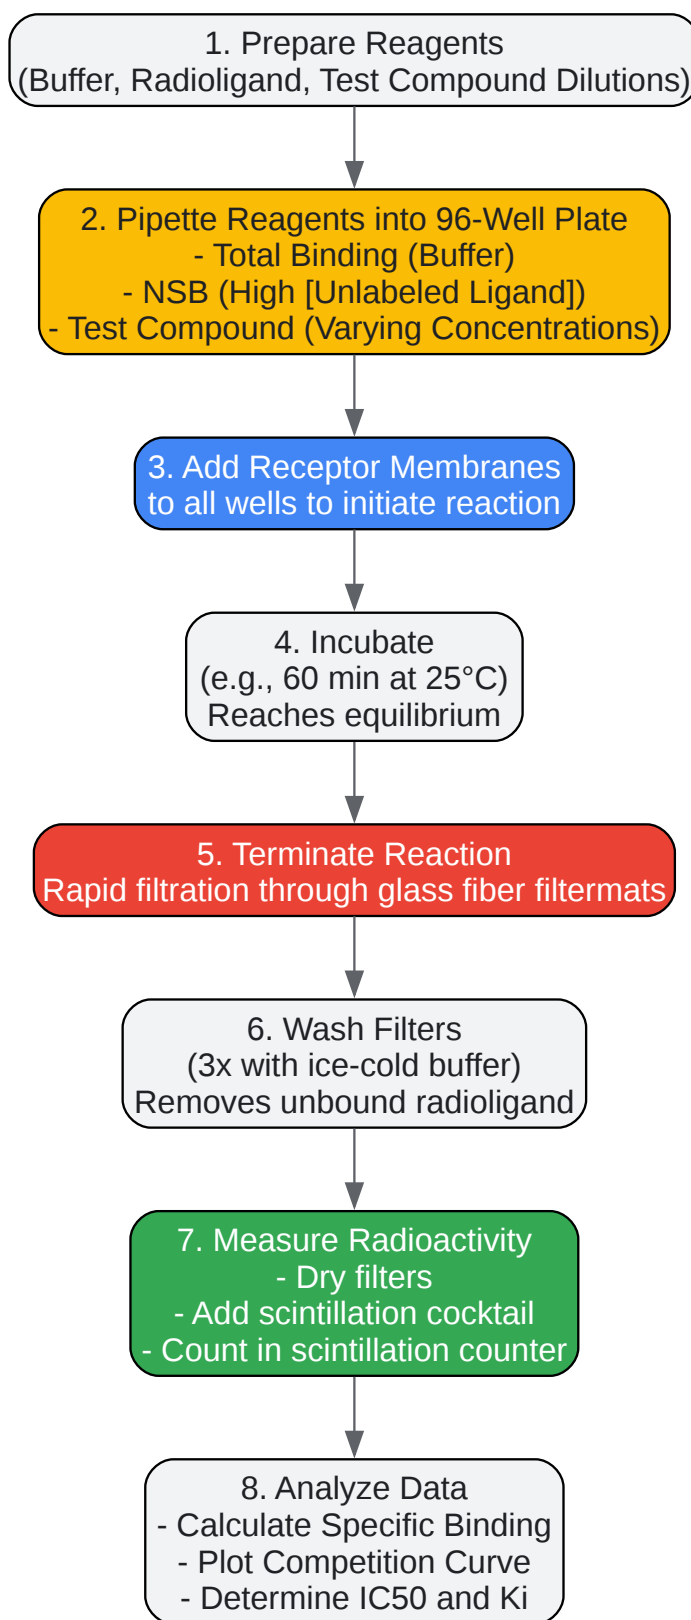 1. Prepare Reagents
(Buffer, Radioligand, Test Compound Dilutions)
2. Pipette Reagents into 96-Well Plate
- Total Binding (Buffer)
- NSB (High [Unlabeled Ligand])
- Test Compound (Varying Concentrations)
3. Add Receptor Membranes
to all wells to initiate reaction
4. Incubate
(e.g., 60 min at 25°C)
Reaches equilibrium
5. Terminate Reaction
Rapid filtration through glass fiber filtermats
6. Wash Filters
(3x with ice-cold buffer)
Removes unbound radioligand
7. Measure Radioactivity
- Dry filters
- Add scintillation cocktail
- Count in scintillation counter
8. Analyze Data
- Calculate Specific Binding
- Plot Competition Curve
- Determine IC50 and Ki